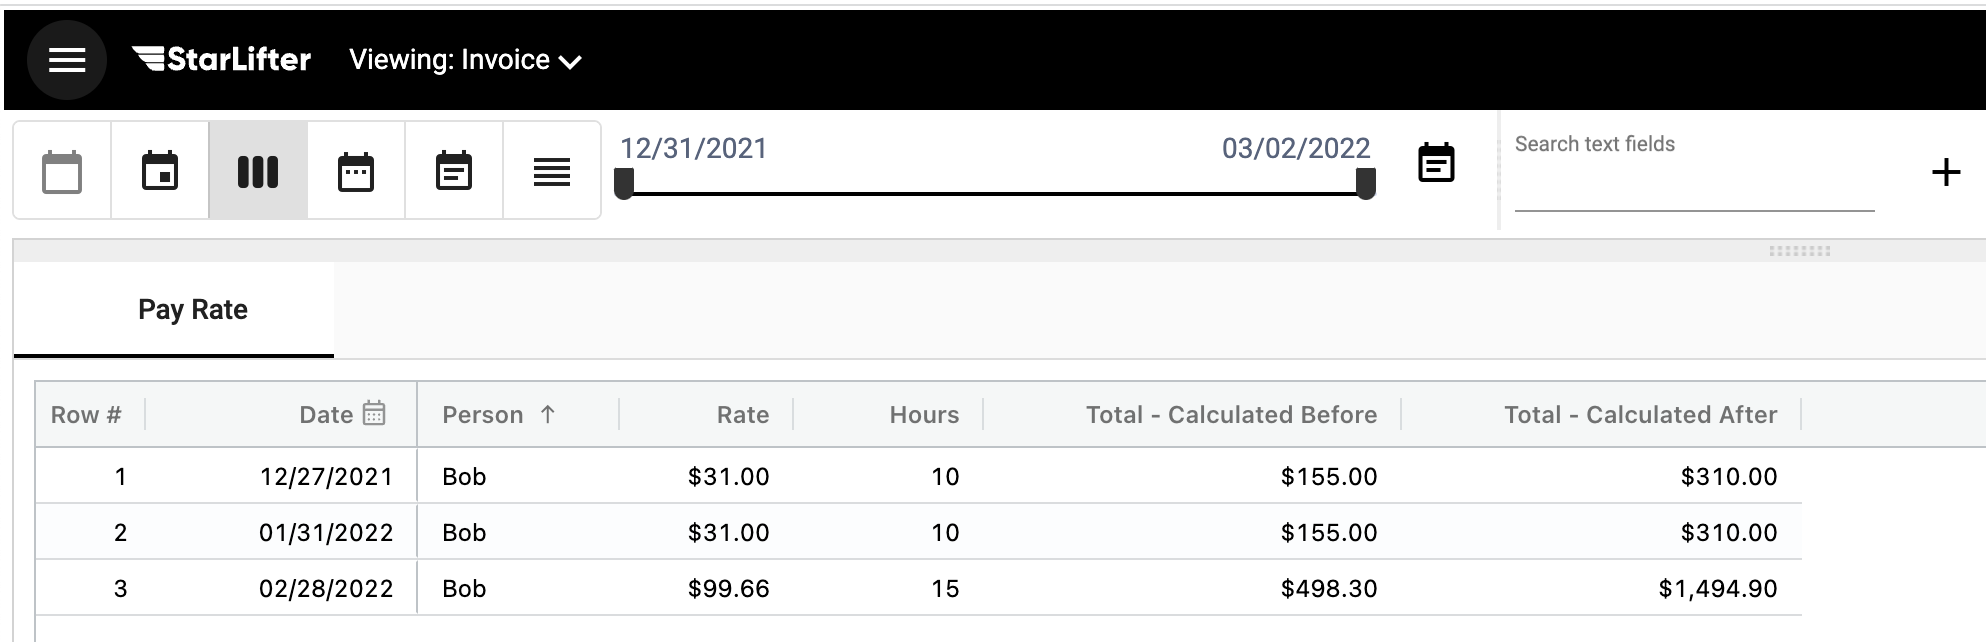 StarLifter Viewing: Invoice
12/31/2021 03/02/2022 Search text fields
Pay Rate
Row # Date Person ↑ Rate Hours Total - Calculated Before Total - Calculated After
1 12/27/2021 Bob $31.00 10 $155.00 $310.00
2 01/31/2022 Bob $31.00 10 $155.00 $310.00
3 02/28/2022 Bob $99.66 15 $498.30 $1,494.90